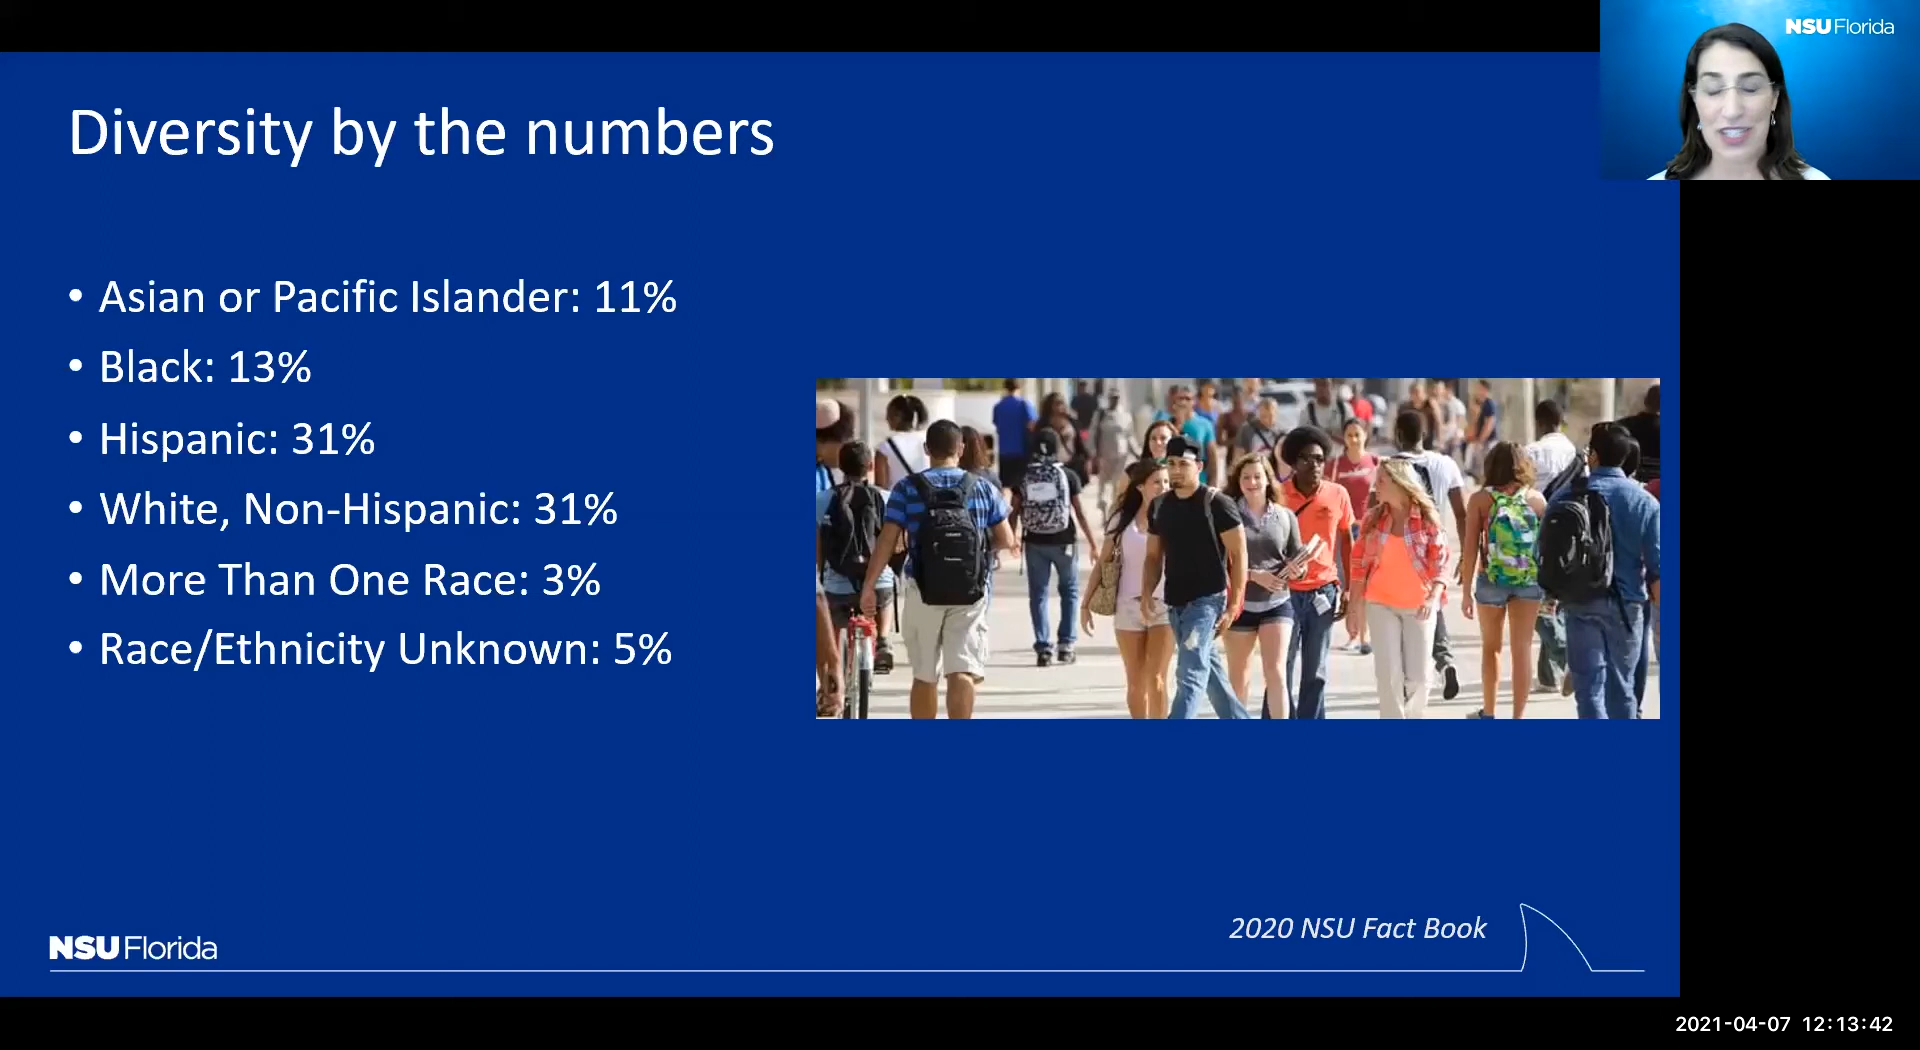 NSU Florida
Diversity by the numbers
• Asian or Pacific Islander: 11%
• Black: 13%
• Hispanic: 31%
• White, Non-Hispanic: 31%
• More Than One Race: 3%
• Race/Ethnicity Unknown: 5%
2020 NSU Fact Book
NSU Florida
2021-04-07 12:13:42